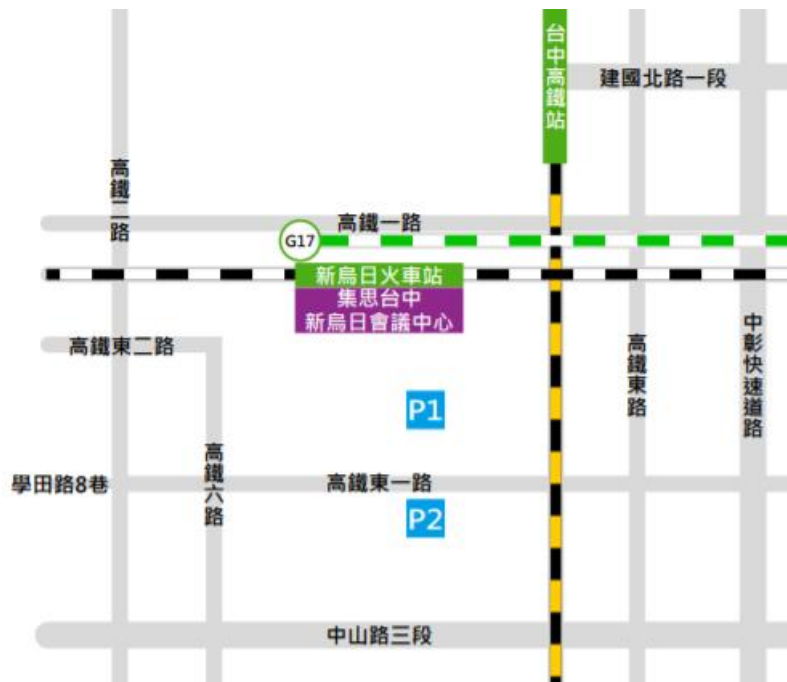 台中高鐵站
建國北路一段
高鐵二路
高鐵一路
G17
新烏日火車站
集思台中
新烏日會議中心
高鐵東二路
高鐵東路
中彰快速道路
P1
高鐵六路
學田路8巷
高鐵東一路
P2
中山路三段